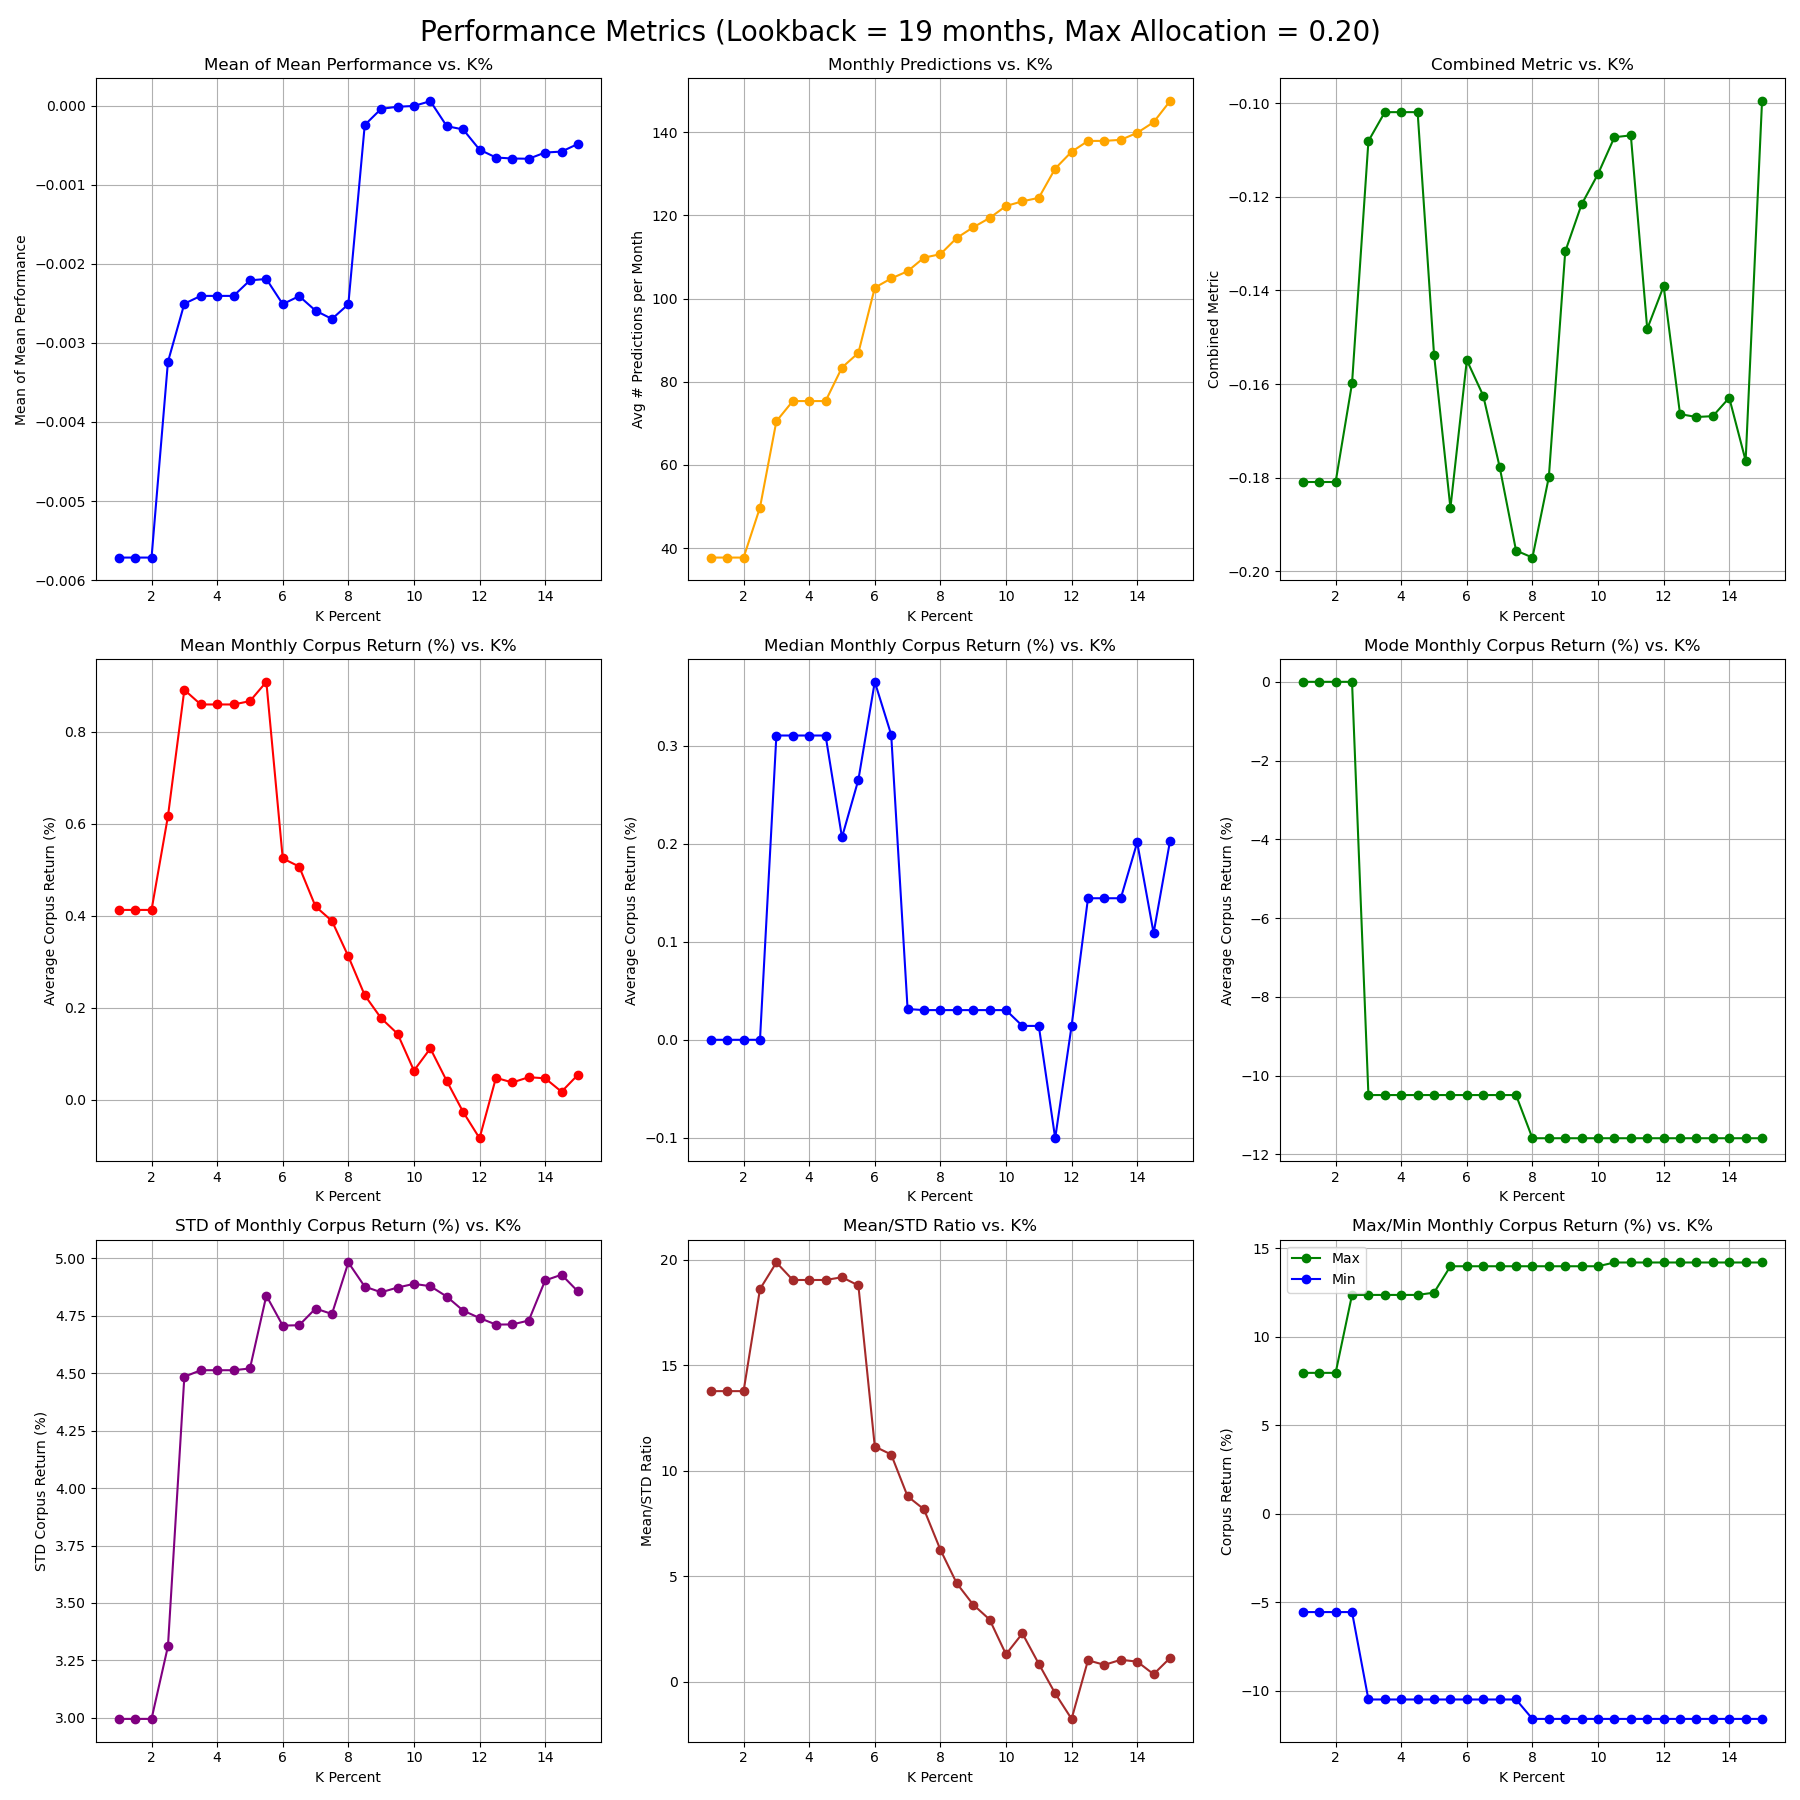 Performance Metrics (Lookback = 19 months, Max Allocation = 0.20)
Mean of Mean Performance vs. K%
Mean of Mean Performance
0.000
−0.001
−0.002
−0.003
−0.004
−0.005
−0.006
2 4 6 8 10 12 14
K Percent
Monthly Predictions vs. K%
Avg # Predictions per Month
140
120
100
80
60
40
2 4 6 8 10 12 14
K Percent
Combined Metric vs. K%
Combined Metric
−0.10
−0.12
−0.14
−0.16
−0.18
−0.20
2 4 6 8 10 12 14
K Percent
Mean Monthly Corpus Return (%) vs. K%
Average Corpus Return (%)
0.8
0.6
0.4
0.2
0.0
2 4 6 8 10 12 14
K Percent
Median Monthly Corpus Return (%) vs. K%
Average Corpus Return (%)
0.3
0.2
0.1
0.0
−0.1
2 4 6 8 10 12 14
K Percent
Mode Monthly Corpus Return (%) vs. K%
Average Corpus Return (%)
0
−2
−4
−6
−8
−10
−12
2 4 6 8 10 12 14
K Percent
STD of Monthly Corpus Return (%) vs. K%
STD Corpus Return (%)
5.00
4.75
4.50
4.25
4.00
3.75
3.50
3.25
3.00
2 4 6 8 10 12 14
K Percent
Mean/STD Ratio vs. K%
Mean/STD Ratio
20
15
10
5
0
2 4 6 8 10 12 14
K Percent
Max/Min Monthly Corpus Return (%) vs. K%
Corpus Return (%)
Max
Min
15
10
5
0
−5
−10
2 4 6 8 10 12 14
K Percent